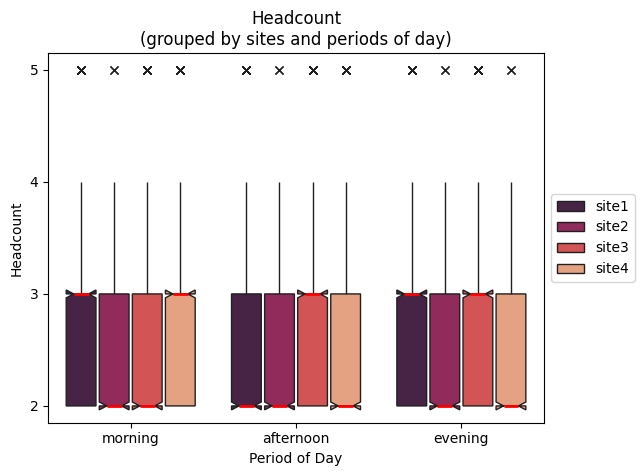 Headcount
(grouped by sites and periods of day)
5
4
3
2
Headcount
morning
afternoon
evening
Period of Day
site1
site2
site3
site4